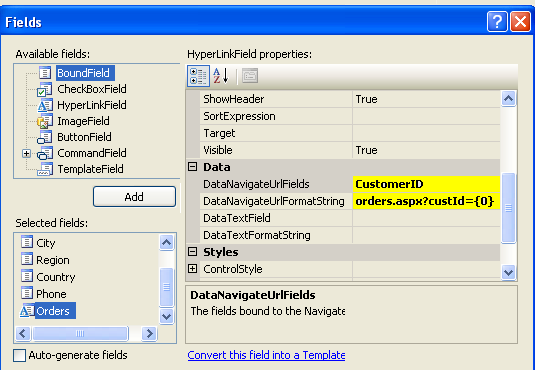 Fields
Available fields:
BoundField
CheckBoxField
HyperLinkField
ImageField
ButtonField
CommandField
TemplateField
Add
Selected fields:
City
Region
Country
Phone
Orders
Auto-generate fields
HyperLinkField properties:
ShowHeader True
SortExpression
Target
Visible True
Data
DataNavigateUrlFields CustomerID
DataNavigateUrlFormatString orders.aspx?custId={0}
DataTextField
DataTextFormatString
Styles
ControlStyle
DataNavigateUrlFields
The fields bound to the Navigate
Convert this field into a Template